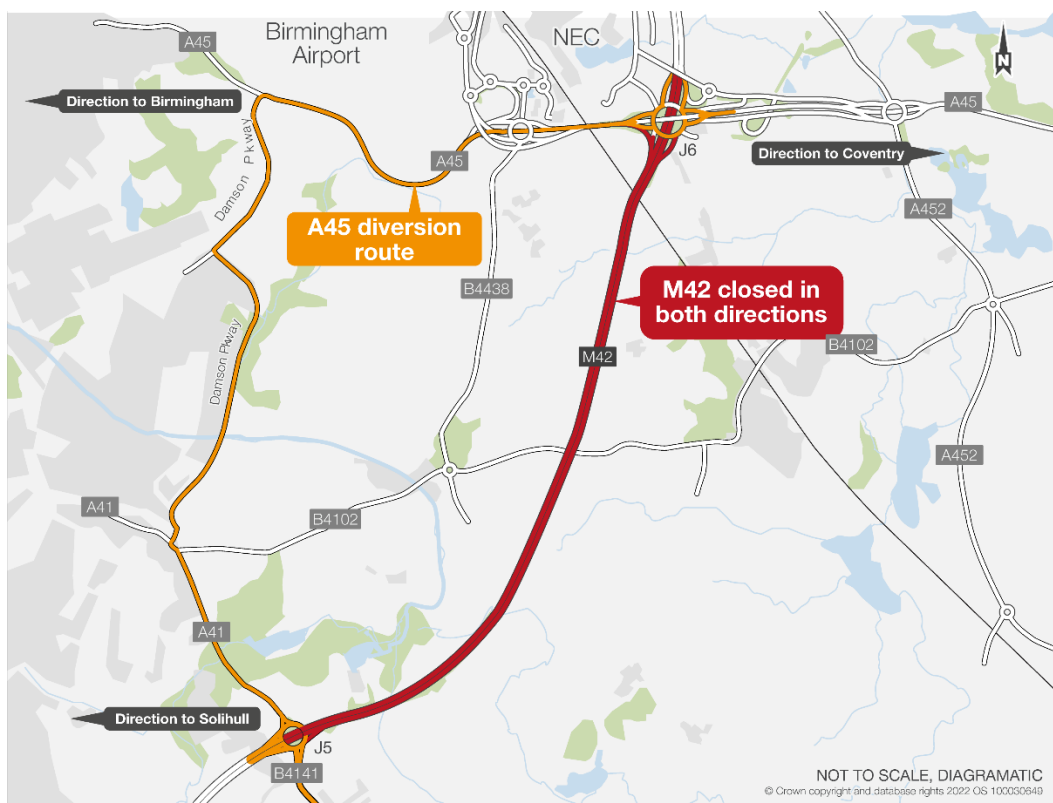 A45
Birmingham
Airport
NEC
N
Direction to Birmingham
A45
J6
Direction to Coventry
Damson Pkway
A45
A452
A45 diversion
route
B4438
M42 closed in
both directions
B4102
M42
Damson Pkway
A452
A41
B4102
A41
Direction to Solihull
J5
B4141
NOT TO SCALE, DIAGRAMATIC
© Crown copyright and database rights 2022 OS 100030649